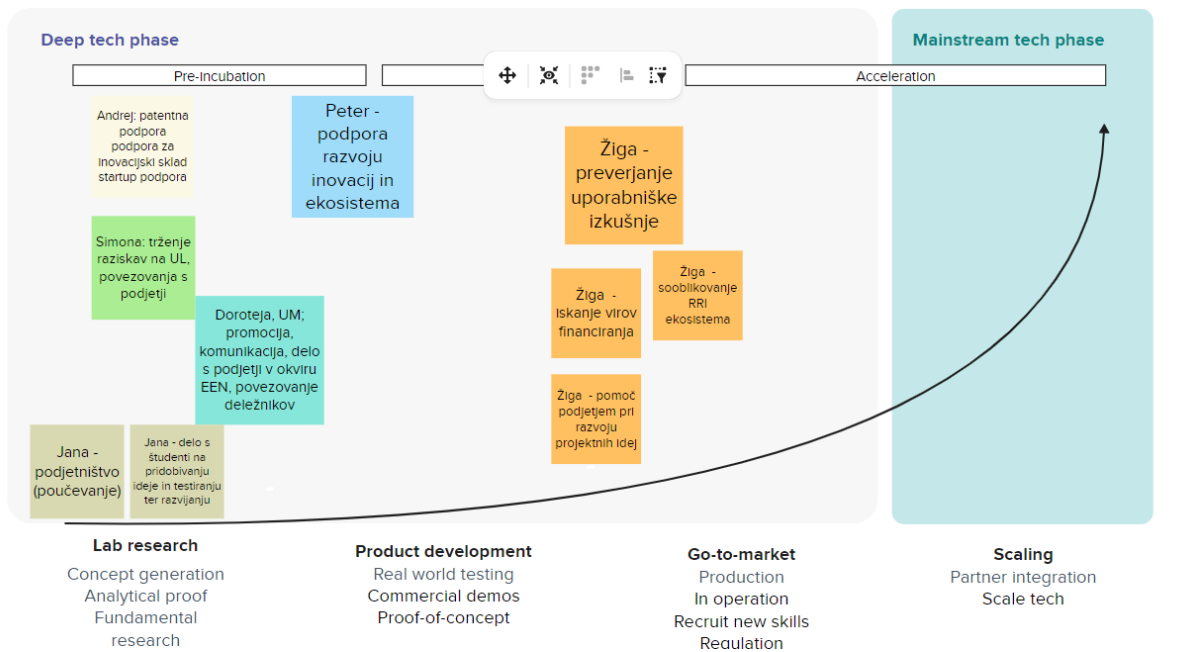 Deep tech phase
Mainstream tech phase
Pre-incubation
Acceleration
Andrej: patentna
podpora
podpora za
inovacijski sklad
startup podpora
Peter -
podpora
razvoju
inovacij in
ekosistema
Žiga -
preverjanje
uporabniške
izkušnje
Simona: trženje
raziskav na UL,
povezovanja s
podjetji
Žiga -
sooblikovanje
RRI
ekosistema
Žiga -
iskanje virov
financiranja
Doroteja, UM;
promocija,
komunikacija, delo
s podjetji v okviru
EEN, povezovanje
deležnikov
Žiga - pomoč
podjetjem pri
razvoju
projektnih idej
Jana -
podjetništvo
(poučevanje)
Jana - delo s
študenti na
pridobivanju
ideje in testiranju
ter razvijanju
Lab research
Concept generation
Analytical proof
Fundamental
research
Product development
Real world testing
Commercial demos
Proof-of-concept
Go-to-market
Production
In operation
Recruit new skills
Regulation
Scaling
Partner integration
Scale tech